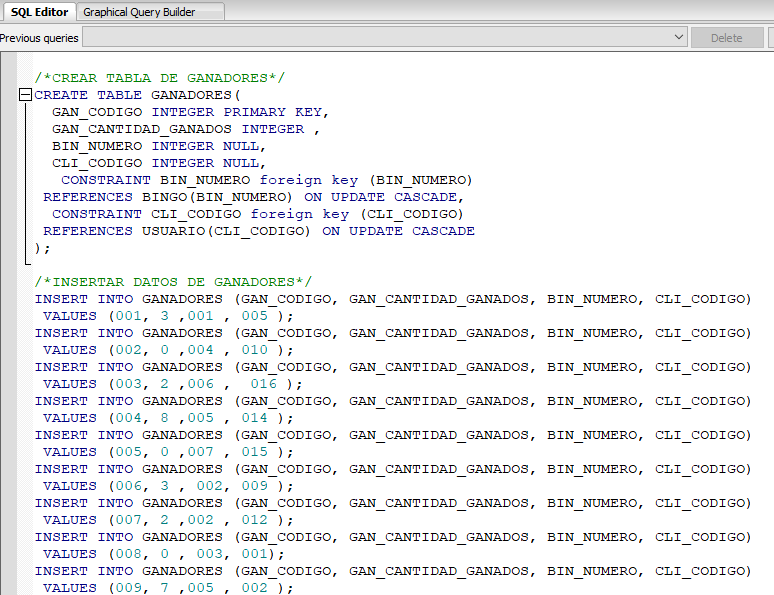 SQL Editor Graphical Query Builder
Previous queries Delete
/*CREAR TABLA DE GANADORES*/
CREATE TABLE GANADORES(
GAN_CODIGO INTEGER PRIMARY KEY,
GAN_CANTIDAD_GANADOS INTEGER ,
BIN_NUMERO INTEGER NULL,
CLI_CODIGO INTEGER NULL,
CONSTRAINT BIN_NUMERO foreign key (BIN_NUMERO)
REFERENCES BINGO(BIN_NUMERO) ON UPDATE CASCADE,
CONSTRAINT CLI_CODIGO foreign key (CLI_CODIGO)
REFERENCES USUARIO(CLI_CODIGO) ON UPDATE CASCADE
);
/*INSERTAR DATOS DE GANADORES*/
INSERT INTO GANADORES (GAN_CODIGO, GAN_CANTIDAD_GANADOS, BIN_NUMERO, CLI_CODIGO)
VALUES (001, 3 ,001 , 005 );
INSERT INTO GANADORES (GAN_CODIGO, GAN_CANTIDAD_GANADOS, BIN_NUMERO, CLI_CODIGO)
VALUES (002, 0 ,004 , 010 );
INSERT INTO GANADORES (GAN_CODIGO, GAN_CANTIDAD_GANADOS, BIN_NUMERO, CLI_CODIGO)
VALUES (003, 2 ,006 ,  016 );
INSERT INTO GANADORES (GAN_CODIGO, GAN_CANTIDAD_GANADOS, BIN_NUMERO, CLI_CODIGO)
VALUES (004, 8 ,005 , 014 );
INSERT INTO GANADORES (GAN_CODIGO, GAN_CANTIDAD_GANADOS, BIN_NUMERO, CLI_CODIGO)
VALUES (005, 0 ,007 , 015 );
INSERT INTO GANADORES (GAN_CODIGO, GAN_CANTIDAD_GANADOS, BIN_NUMERO, CLI_CODIGO)
VALUES (006, 3 , 002, 009 );
INSERT INTO GANADORES (GAN_CODIGO, GAN_CANTIDAD_GANADOS, BIN_NUMERO, CLI_CODIGO)
VALUES (007, 2 ,002 , 012 );
INSERT INTO GANADORES (GAN_CODIGO, GAN_CANTIDAD_GANADOS, BIN_NUMERO, CLI_CODIGO)
VALUES (008, 0 , 003, 001);
INSERT INTO GANADORES (GAN_CODIGO, GAN_CANTIDAD_GANADOS, BIN_NUMERO, CLI_CODIGO)
VALUES (009, 7 ,005 , 002 );